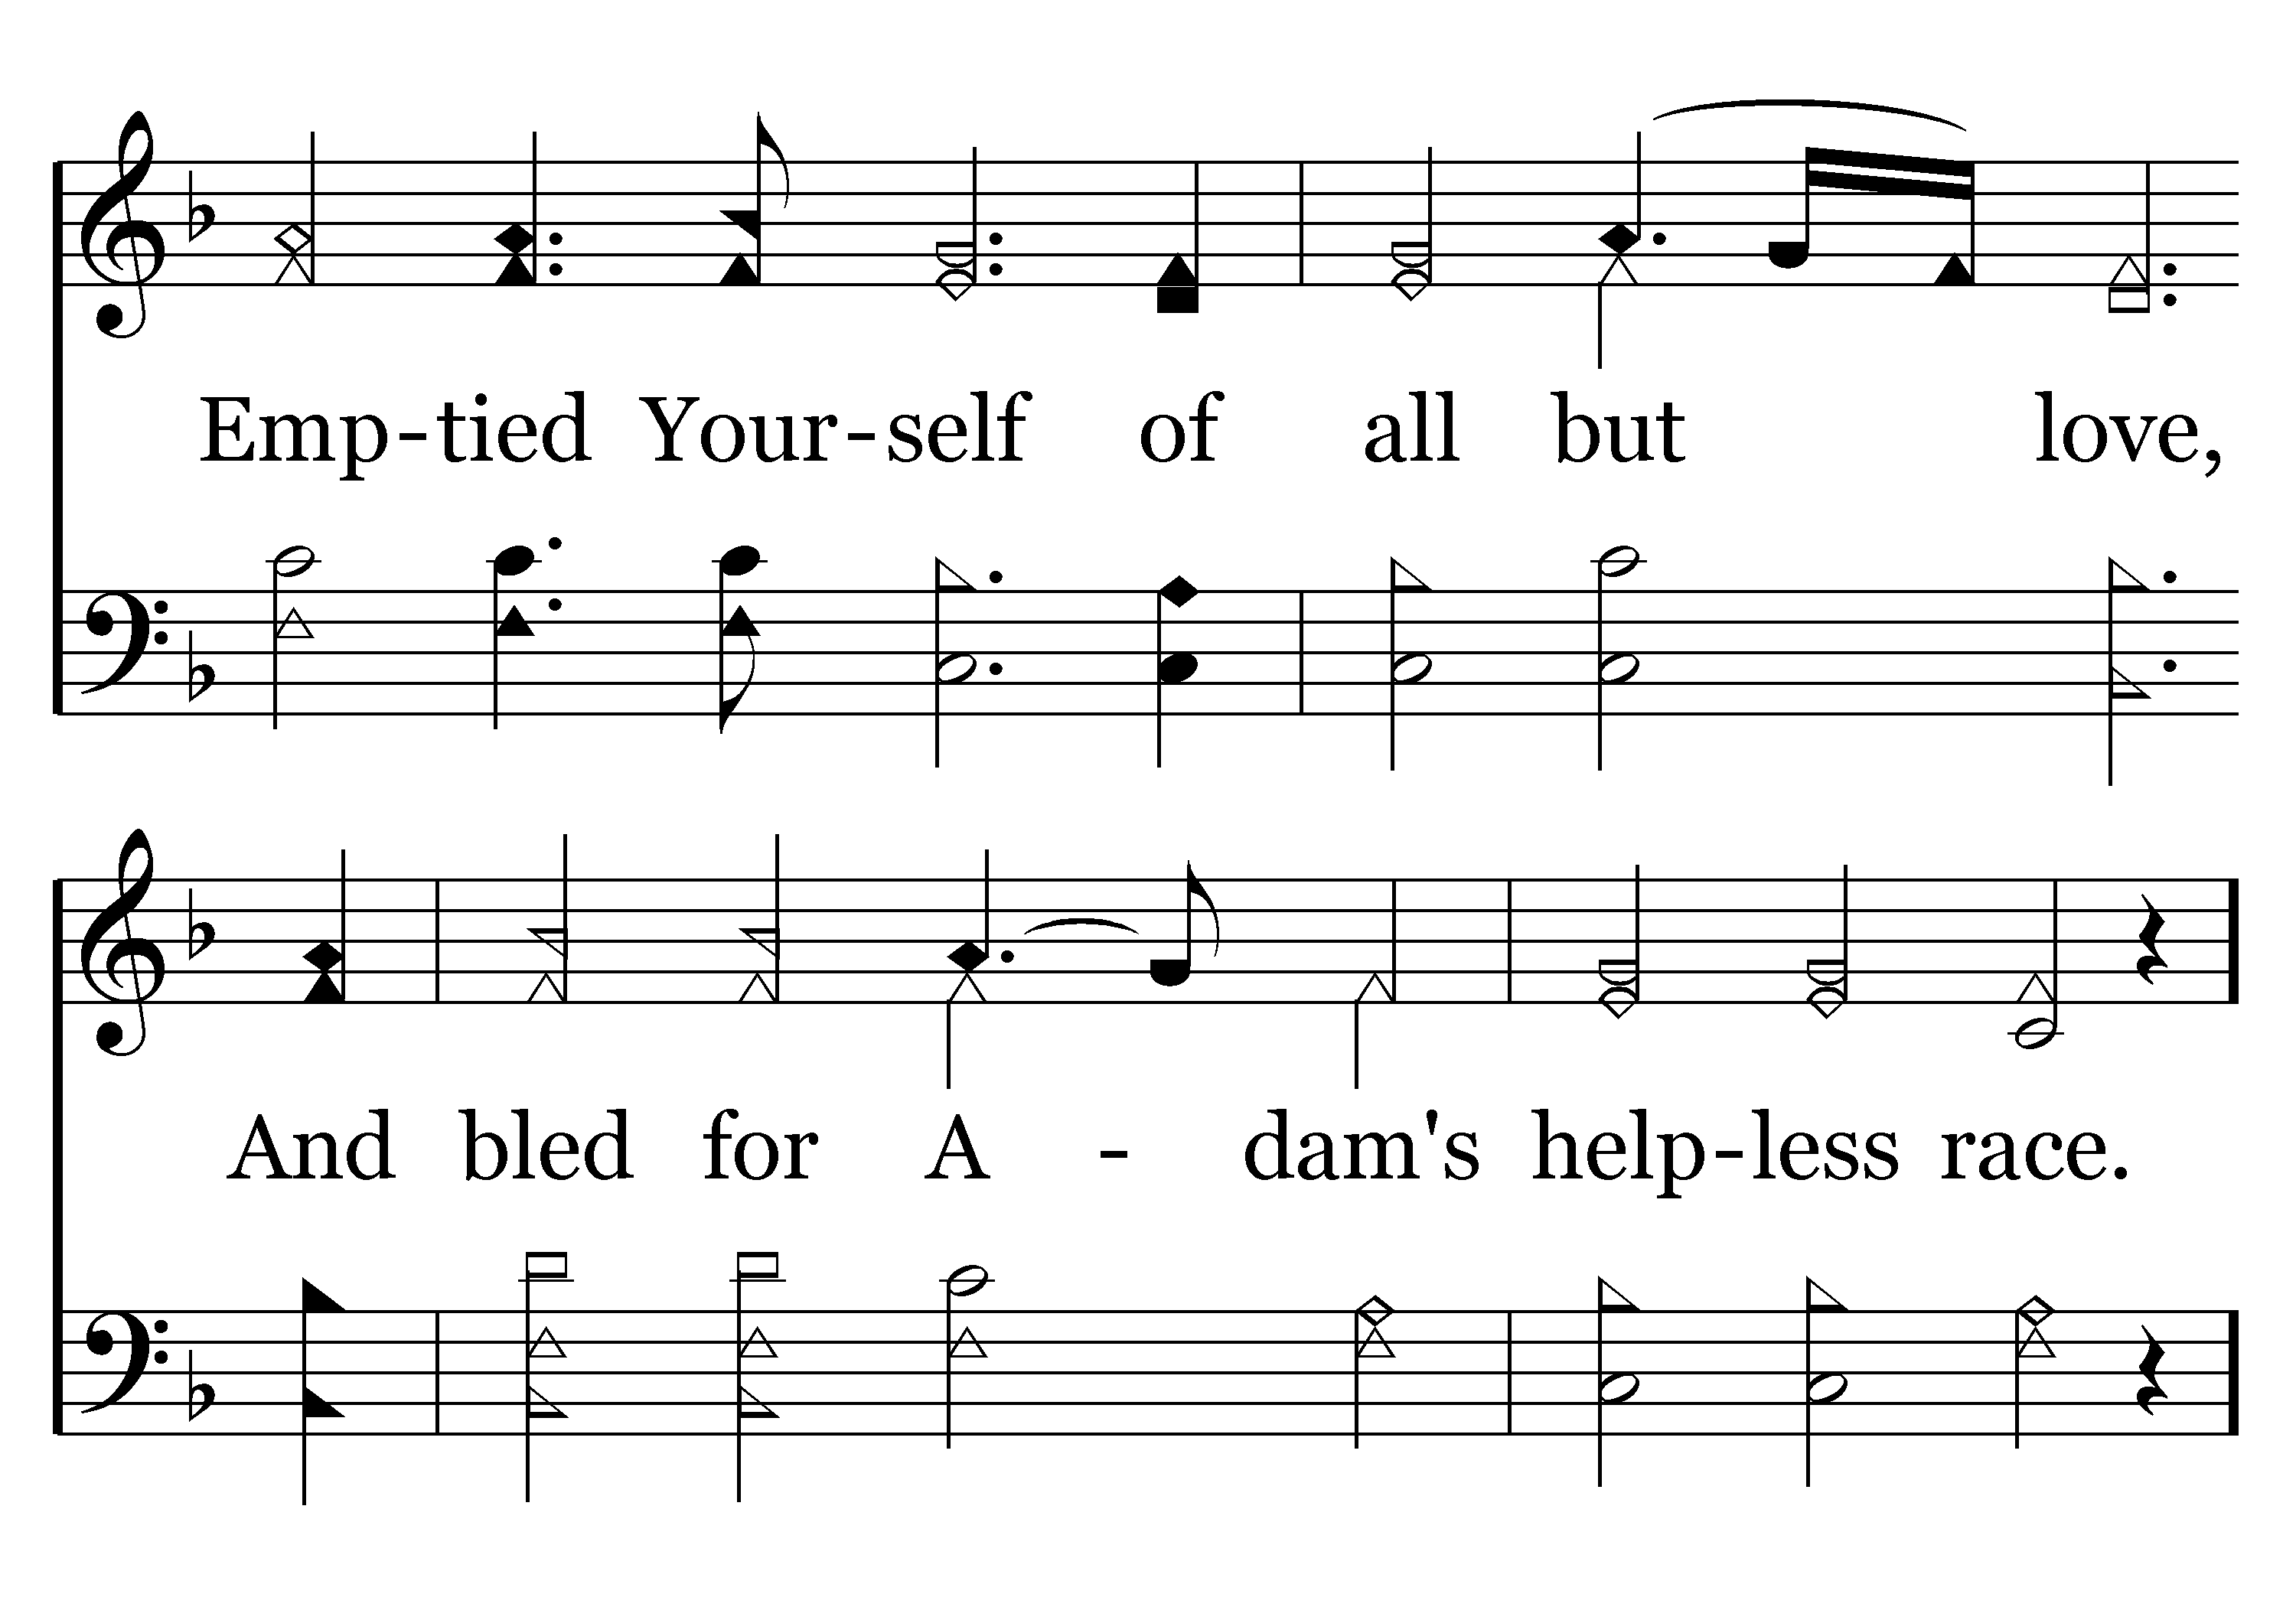 Emp-tied Your-self of all but love,
And bled for A - dam's help-less race.